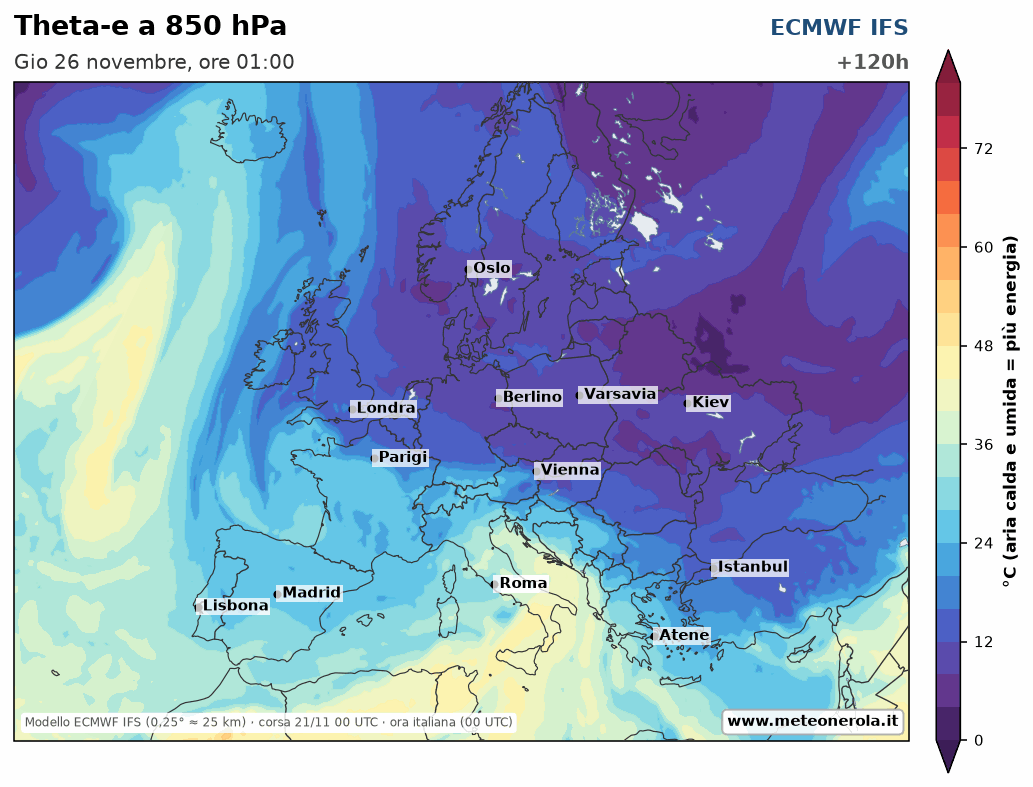 Theta-e a 850 hPa
ECMWF IFS
Gio 26 novembre, ore 01:00
+120h
72
60
48
36
24
12
0
°C (aria calda e umida = più energia)
Oslo
Berlino
Varsavia
Kiev
Londra
Parigi
Vienna
Istanbul
Roma
Madrid
Lisbona
Atene
Modello ECMWF IFS (0,25° ≈ 25 km) · corsa 21/11 00 UTC · ora italiana (00 UTC)
www.meteonerola.it